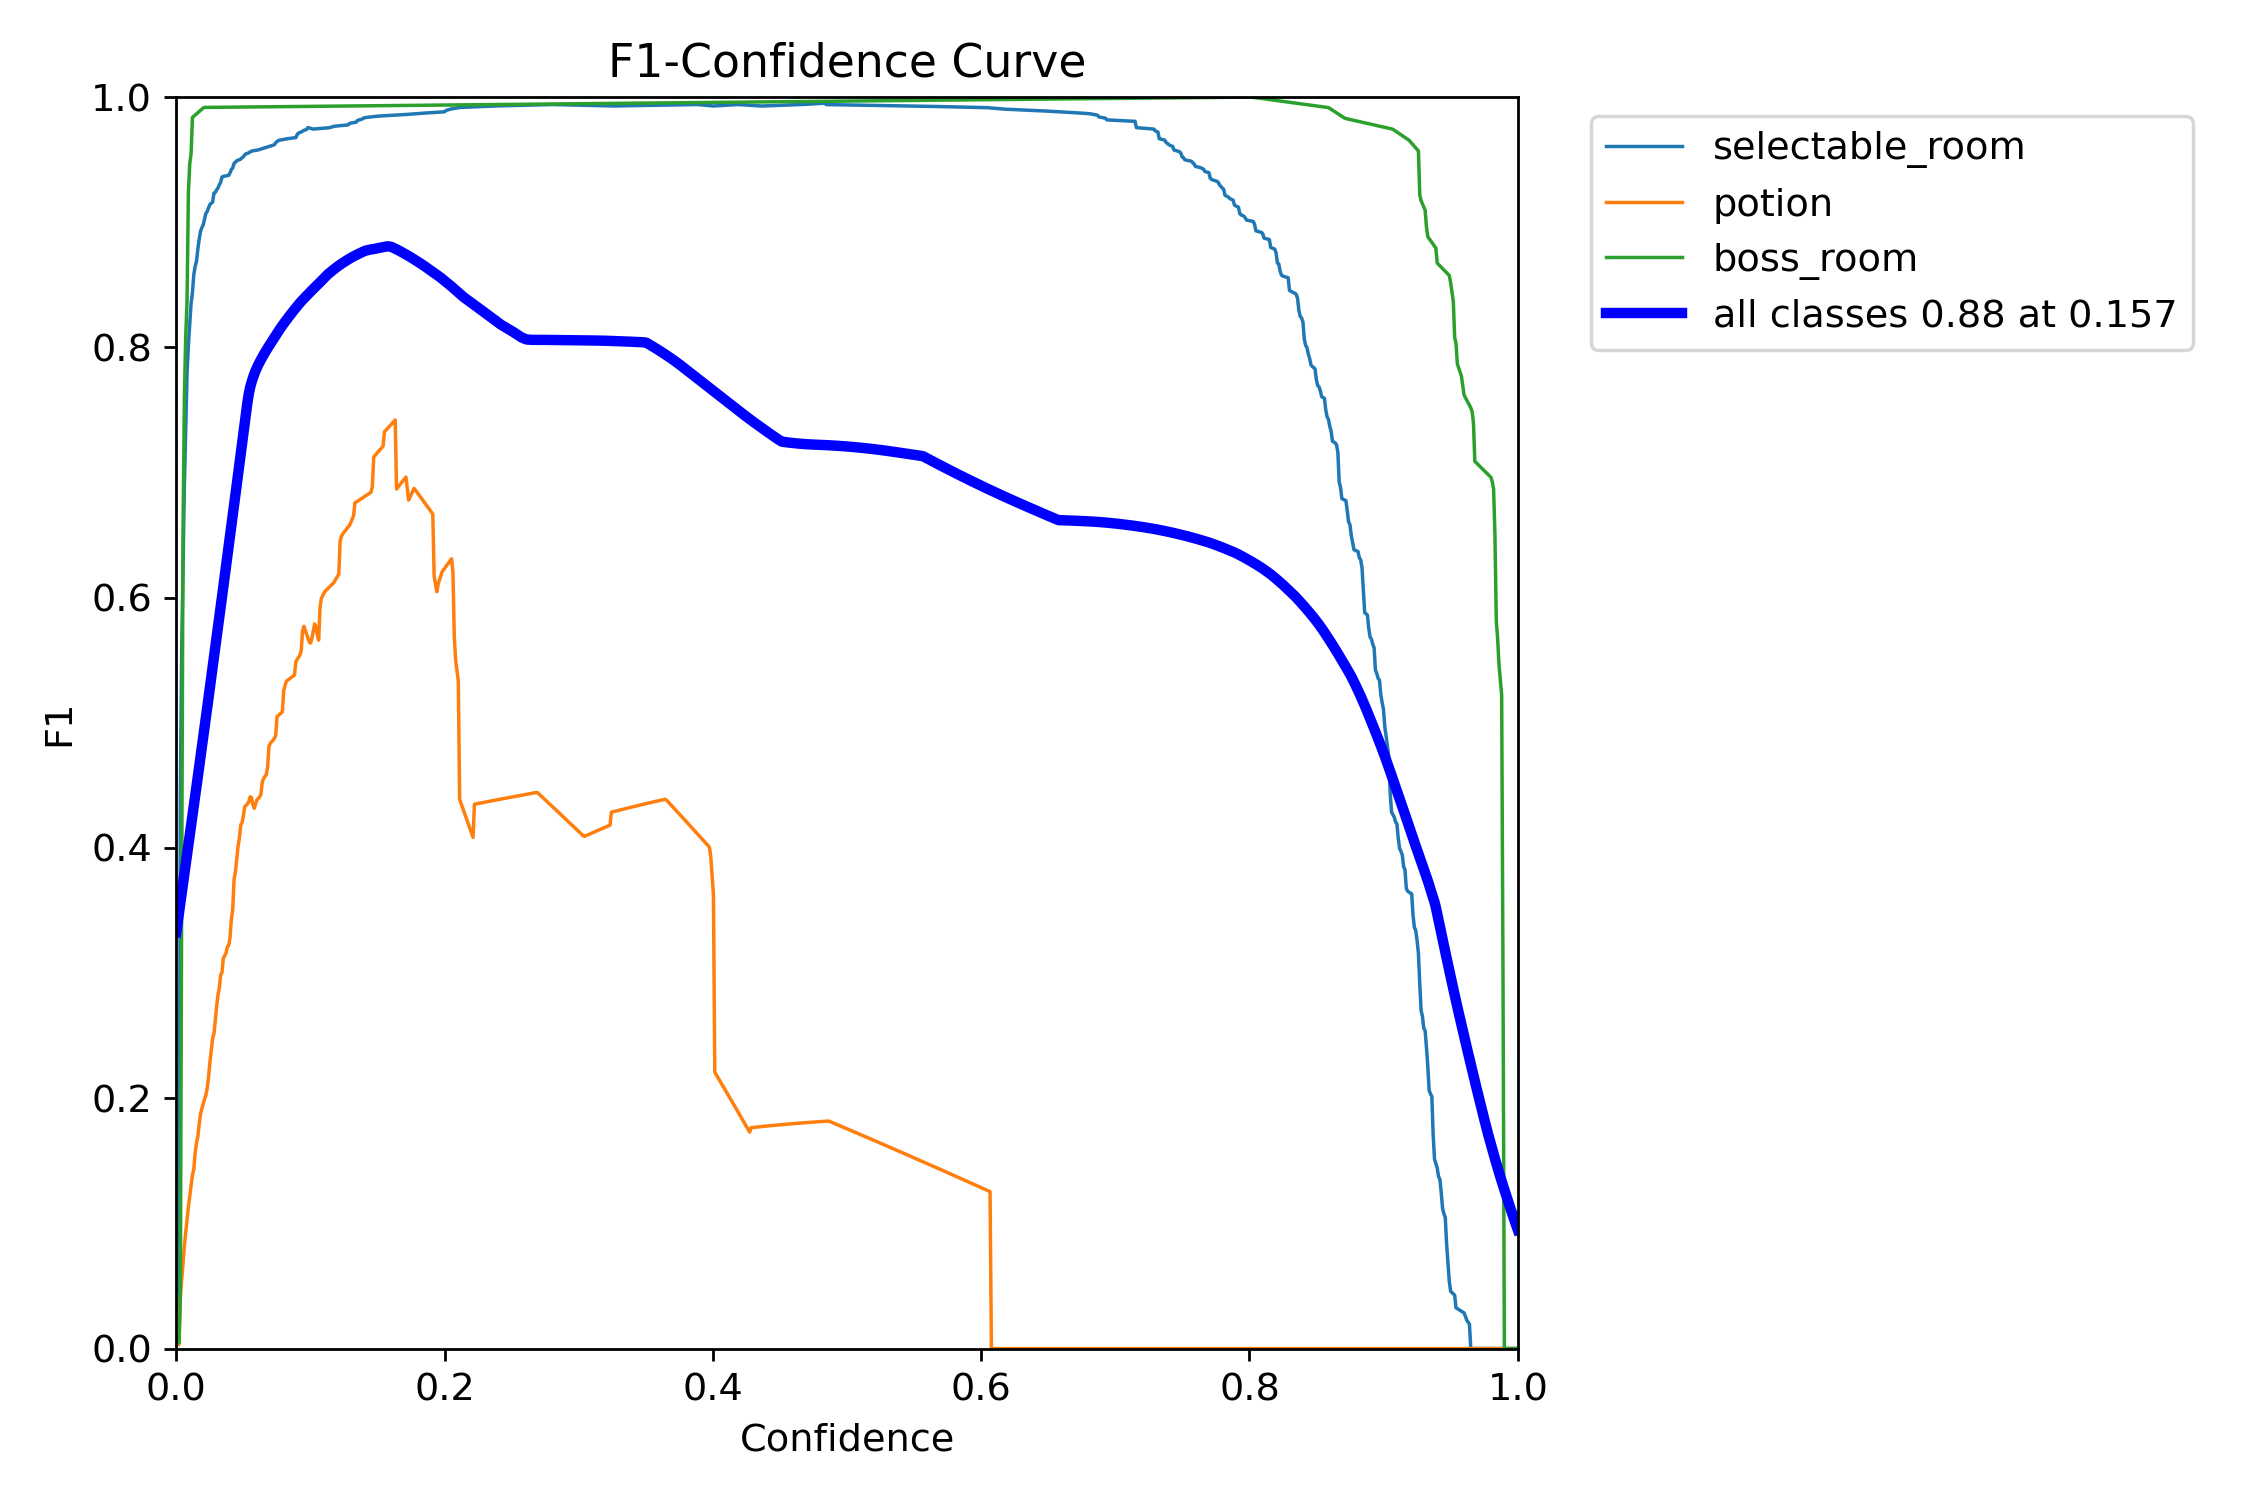 F1-Confidence Curve
1.0
0.8
0.6
0.4
0.2
0.0
F1
0.0 0.2 0.4 0.6 0.8 1.0
Confidence
selectable_room
potion
boss_room
all classes 0.88 at 0.157